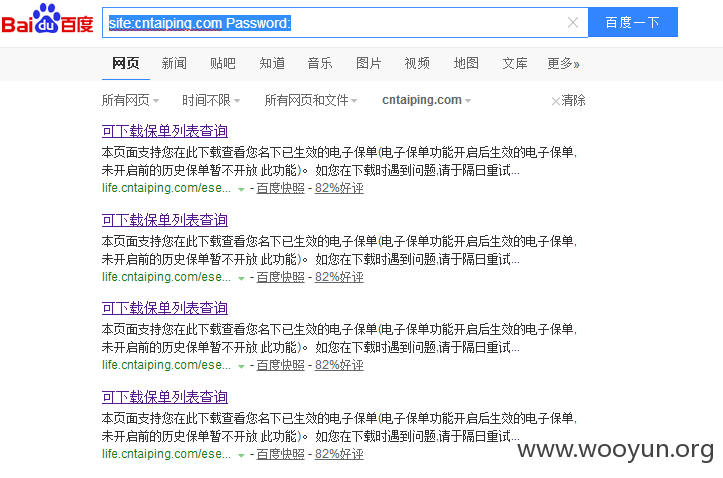 Bai du 百度 site:cntaiping.com Password: 百度一下
网页 新闻 贴吧 知道 音乐 图片 视频 地图 文库 更多»
所有网页 时间不限 所有网页和文件 cntaiping.com ×清除
可下载保单列表查询
本页面支持您在此下载查看您名下已生效的电子保单(电子保单功能开启后生效的电子保单,
未开启前的历史保单暂不开放 此功能)。 如您在下载时遇到问题,请于隔日重试...
life.cntaiping.com/ese... - 百度快照 - 82%好评
可下载保单列表查询
本页面支持您在此下载查看您名下已生效的电子保单(电子保单功能开启后生效的电子保单,
未开启前的历史保单暂不开放 此功能)。 如您在下载时遇到问题,请于隔日重试...
life.cntaiping.com/ese... - 百度快照 - 82%好评
可下载保单列表查询
本页面支持您在此下载查看您名下已生效的电子保单(电子保单功能开启后生效的电子保单,
未开启前的历史保单暂不开放 此功能)。 如您在下载时遇到问题,请于隔日重试...
life.cntaiping.com/ese... - 百度快照 - 82%好评
可下载保单列表查询
本页面支持您在此下载查看您名下已生效的电子保单(电子保单功能开启后生效的电子保单,
未开启前的历史保单暂不开放 此功能)。 如您在下载时遇到问题,请于隔日重试...
life.cntaiping.com/ese... - 百度快照 - 82%好评
www.wooyun.org